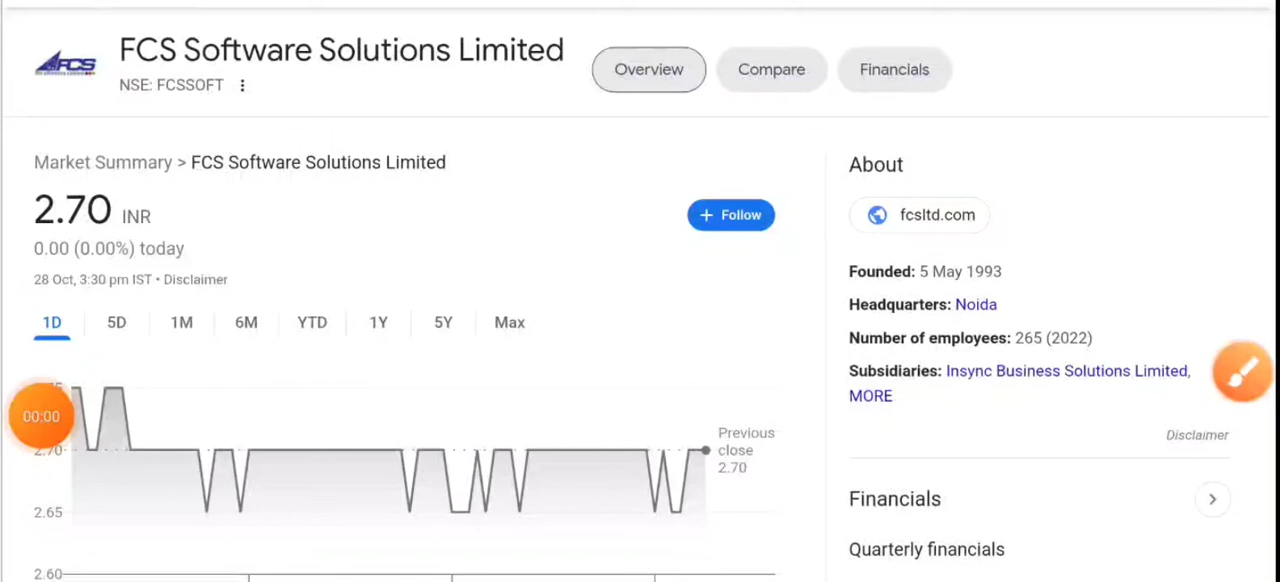 FCS
FCS Software Solutions Limited
NSE: FCSSOFT
Overview
Compare
Financials
Market Summary > FCS Software Solutions Limited
2.70 INR
+ Follow
0.00 (0.00%) today
28 Oct, 3:30 pm IST • Disclaimer
1D 5D 1M 6M YTD 1Y 5Y Max
00:00
2.70
2.65
2.60
Previous
close
2.70
About
fcsltd.com
Founded: 5 May 1993
Headquarters: Noida
Number of employees: 265 (2022)
Subsidiaries: Insync Business Solutions Limited,
MORE
Disclaimer
Financials
Quarterly financials